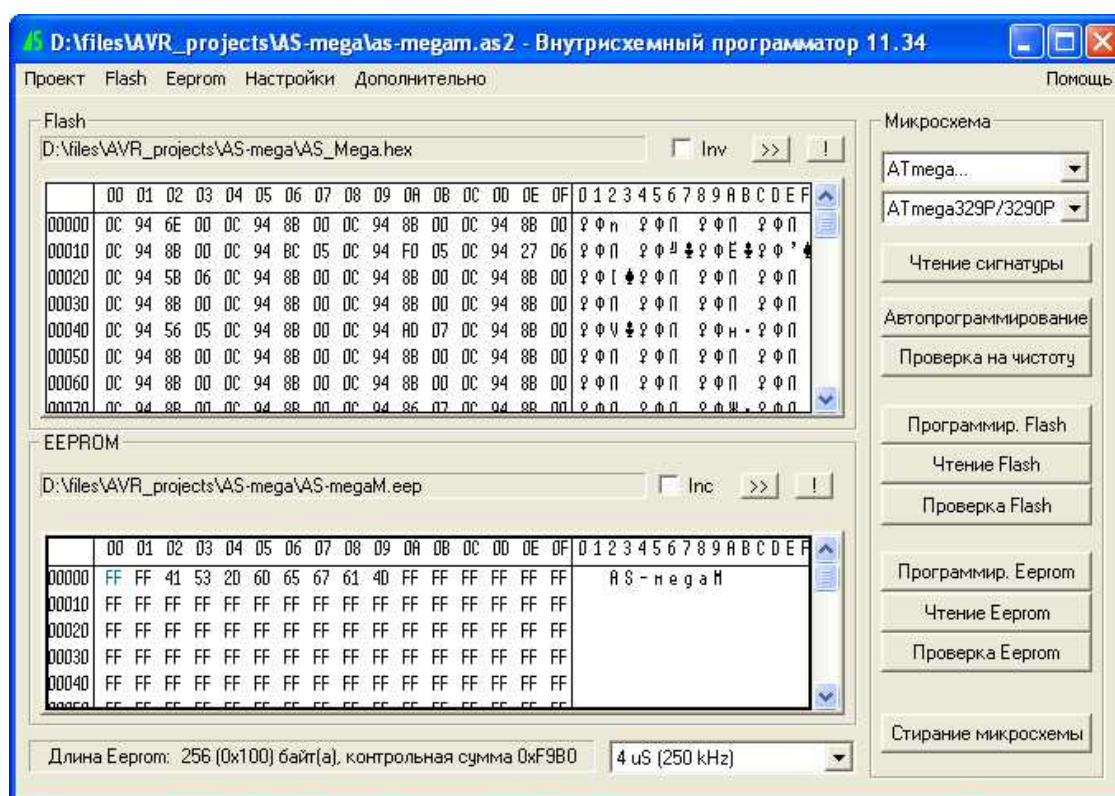 D:\files\AVR_projects\AS-mega\as-megam.as2 - Внутрисхемный программатор 11.34
Проект Flash Eeprom Настройки Дополнительно Помощь
Flash
D:\files\AVR_projects\AS-mega\AS_Mega.hex Inv >> !
00 01 02 03 04 05 06 07 08 09 0A 0B 0C 0D 0E 0F 0 1 2 3 4 5 6 7 8 9 A B C D E F
00000 0C 94 6E 00 0C 94 8B 00 0C 94 8B 00 0C 94 8B 00
00010 0C 94 8B 00 0C 94 BC 05 0C 94 F0 05 0C 94 27 06
00020 0C 94 5B 06 0C 94 8B 00 0C 94 8B 00 0C 94 8B 00
00030 0C 94 8B 00 0C 94 8B 00 0C 94 8B 00 0C 94 8B 00
00040 0C 94 56 05 0C 94 8B 00 0C 94 AD 07 0C 94 8B 00
00050 0C 94 8B 00 0C 94 8B 00 0C 94 8B 00 0C 94 8B 00
00060 0C 94 8B 00 0C 94 8B 00 0C 94 8B 00 0C 94 8B 00
00070 0C 94 8B 00 0C 94 8B 00 0C 94 86 07 0C 94 8B 00
EEPROM
D:\files\AVR_projects\AS-mega\AS-megaM.eep Inc >> !
00 01 02 03 04 05 06 07 08 09 0A 0B 0C 0D 0E 0F 0 1 2 3 4 5 6 7 8 9 A B C D E F
00000 FF FF 41 53 2D 6D 65 67 61 4D FF FF FF FF FF FF AS-megaM
00010 FF FF FF FF FF FF FF FF FF FF FF FF FF FF FF FF
00020 FF FF FF FF FF FF FF FF FF FF FF FF FF FF FF FF
00030 FF FF FF FF FF FF FF FF FF FF FF FF FF FF FF FF
00040 FF FF FF FF FF FF FF FF FF FF FF FF FF FF FF FF
Длина Eeprom: 256 (0x100) байт(а), контрольная сумма 0xF9B0
4 uS (250 kHz)
Микросхема
ATmega...
ATmega329P/3290P
Чтение сигнатуры
Автопрограммирование
Проверка на чистоту
Программир. Flash
Чтение Flash
Проверка Flash
Программир. Eeprom
Чтение Eeprom
Проверка Eeprom
Стирание микросхемы